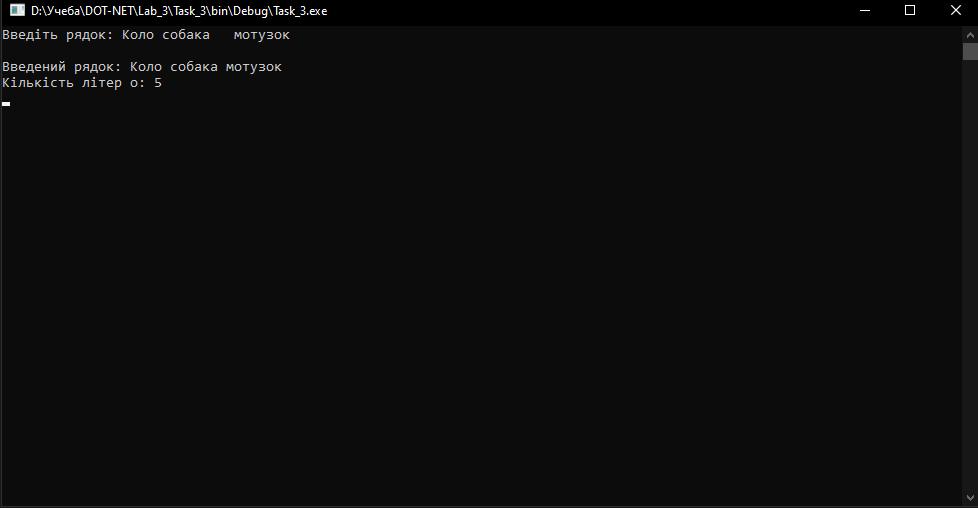 D:\Учеба\DOT-NET\Lab_3\Task_3\bin\Debug\Task_3.exe
Введіть рядок: Коло собака   мотузок
Введений рядок: Коло собака мотузок
Кількість літер о: 5